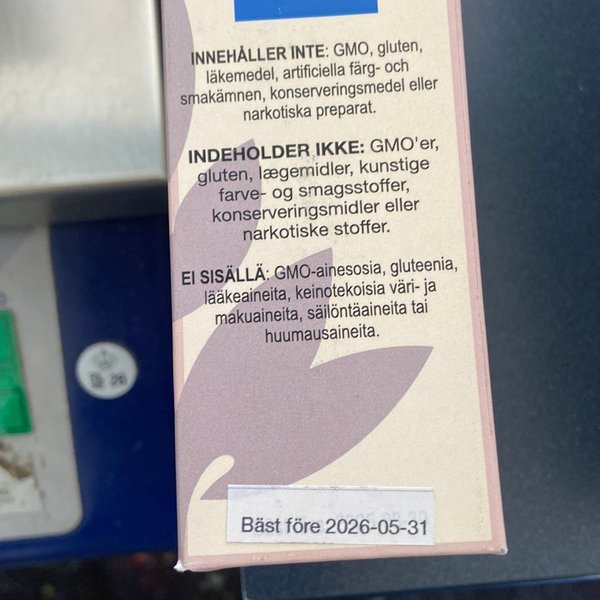 INNEHÅLLER INTE: GMO, gluten,
läkemedel, artificiella färg- och
smakämnen, konserveringsmedel eller
narkotiska preparat.
INDEHOLDER IKKE: GMO'er,
gluten, lægemidler, kunstige
farve- og smagsstoffer,
konserveringsmidler eller
narkotiske stoffer.
EI SISÄLLÄ: GMO-ainesosia, gluteenia,
lääkeaineita, keinotekoisia väri- ja
makuaineita, säilöntäaineita tai
huumausaineita.
Bäst före 2026-05-31